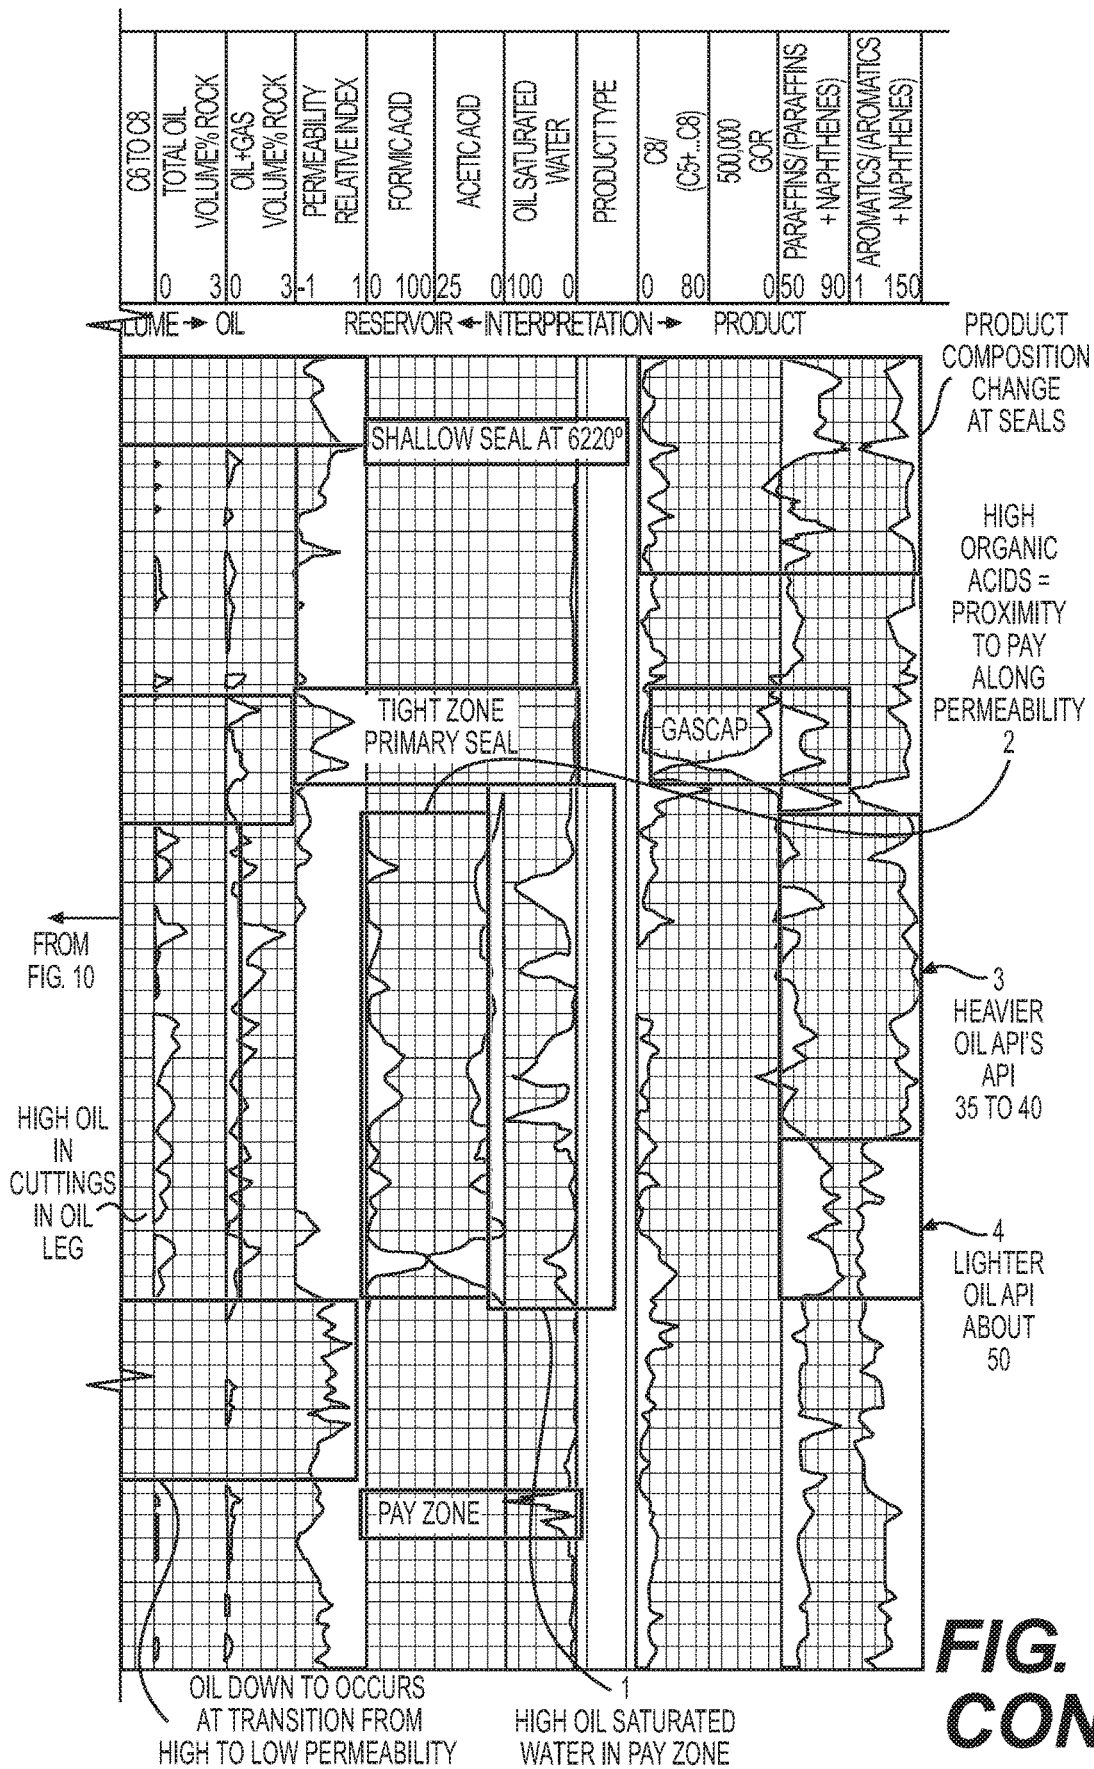 C6 TO C8
TOTAL OIL
VOLUME% ROCK
OIL+GAS
VOLUME% ROCK
PERMEABILITY
RELATIVE INDEX
FORMIC ACID
ACETIC ACID
OIL SATURATED
WATER
PRODUCT TYPE
C8/
(C5+...C8)
500,000
GOR
PARAFFINS/(PARAFFINS
+ NAPHTHENES)
AROMATICS/(AROMATICS
+ NAPHTHENES)
0 3 0 3 -1 1 0 100 25 0 100 0 0 80 0 50 90 1 150
LUME → OIL RESERVOIR ← INTERPRETATION → PRODUCT
PRODUCT
COMPOSITION
CHANGE
AT SEALS
SHALLOW SEAL AT 6220º
HIGH
ORGANIC
ACIDS =
PROXIMITY
TO PAY
ALONG
PERMEABILITY
2
TIGHT ZONE
PRIMARY SEAL
GASCAP
FROM
FIG. 10
3
HEAVIER
OIL API'S
API
35 TO 40
HIGH OIL
IN
CUTTINGS
IN OIL
LEG
4
LIGHTER
OIL API
ABOUT
50
PAY ZONE
OIL DOWN TO OCCURS
AT TRANSITION FROM
HIGH TO LOW PERMEABILITY
1
HIGH OIL SATURATED
WATER IN PAY ZONE
FIG.
CON